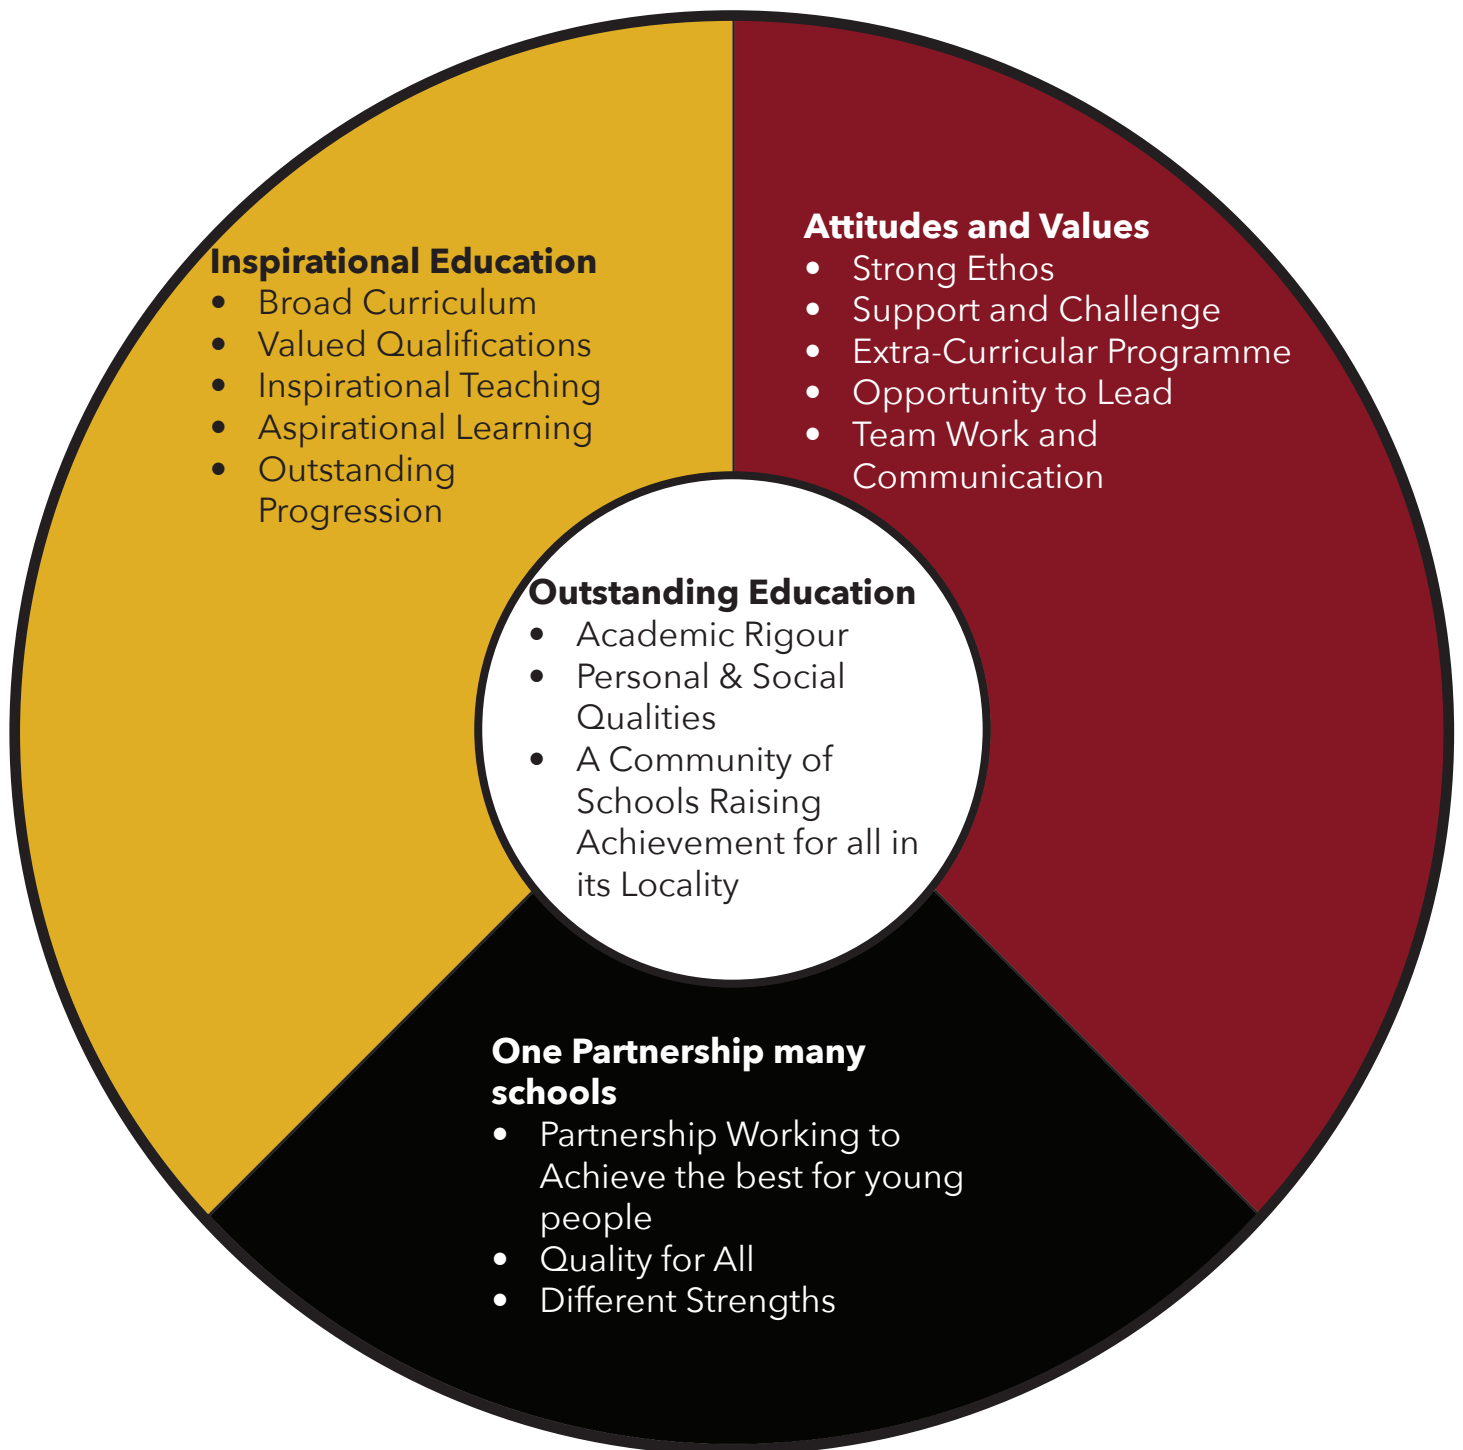 Inspirational Education
• Broad Curriculum
• Valued Qualifications
• Inspirational Teaching
• Aspirational Learning
• Outstanding
Progression
Attitudes and Values
• Strong Ethos
• Support and Challenge
• Extra-Curricular Programme
• Opportunity to Lead
• Team Work and
Communication
Outstanding Education
• Academic Rigour
• Personal & Social
Qualities
• A Community of
Schools Raising
Achievement for all in
its Locality
One Partnership many
schools
• Partnership Working to
Achieve the best for young
people
• Quality for All
• Different Strengths